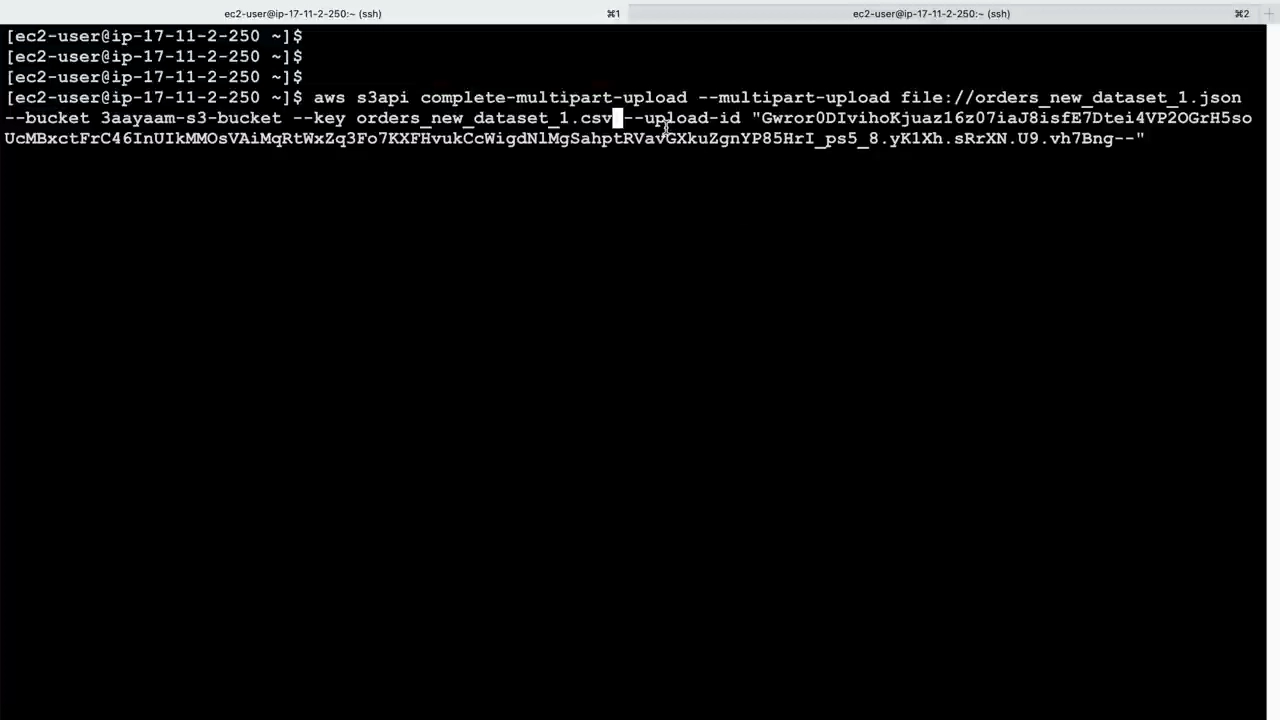 ec2-user@ip-17-11-2-250:~ (ssh) ⌘1 ec2-user@ip-17-11-2-250:~ (ssh) ⌘2
[ec2-user@ip-17-11-2-250 ~]$
[ec2-user@ip-17-11-2-250 ~]$
[ec2-user@ip-17-11-2-250 ~]$
[ec2-user@ip-17-11-2-250 ~]$ aws s3api complete-multipart-upload --multipart-upload file://orders_new_dataset_1.json
--bucket 3aayaam-s3-bucket --key orders_new_dataset_1.csv --upload-id "Gwror0DIvihoKjuaz16z07iaJ8isfE7Dtei4VP2OGrH5so
UcMBxctFrC46InUIkMMOsVAiMqRtWxZq3Fo7KXFHvukCcWigdNlMgSahptRVavGXkuZgnYP85HrI_ps5_8.yK1Xh.sRrXN.U9.vh7Bng--"